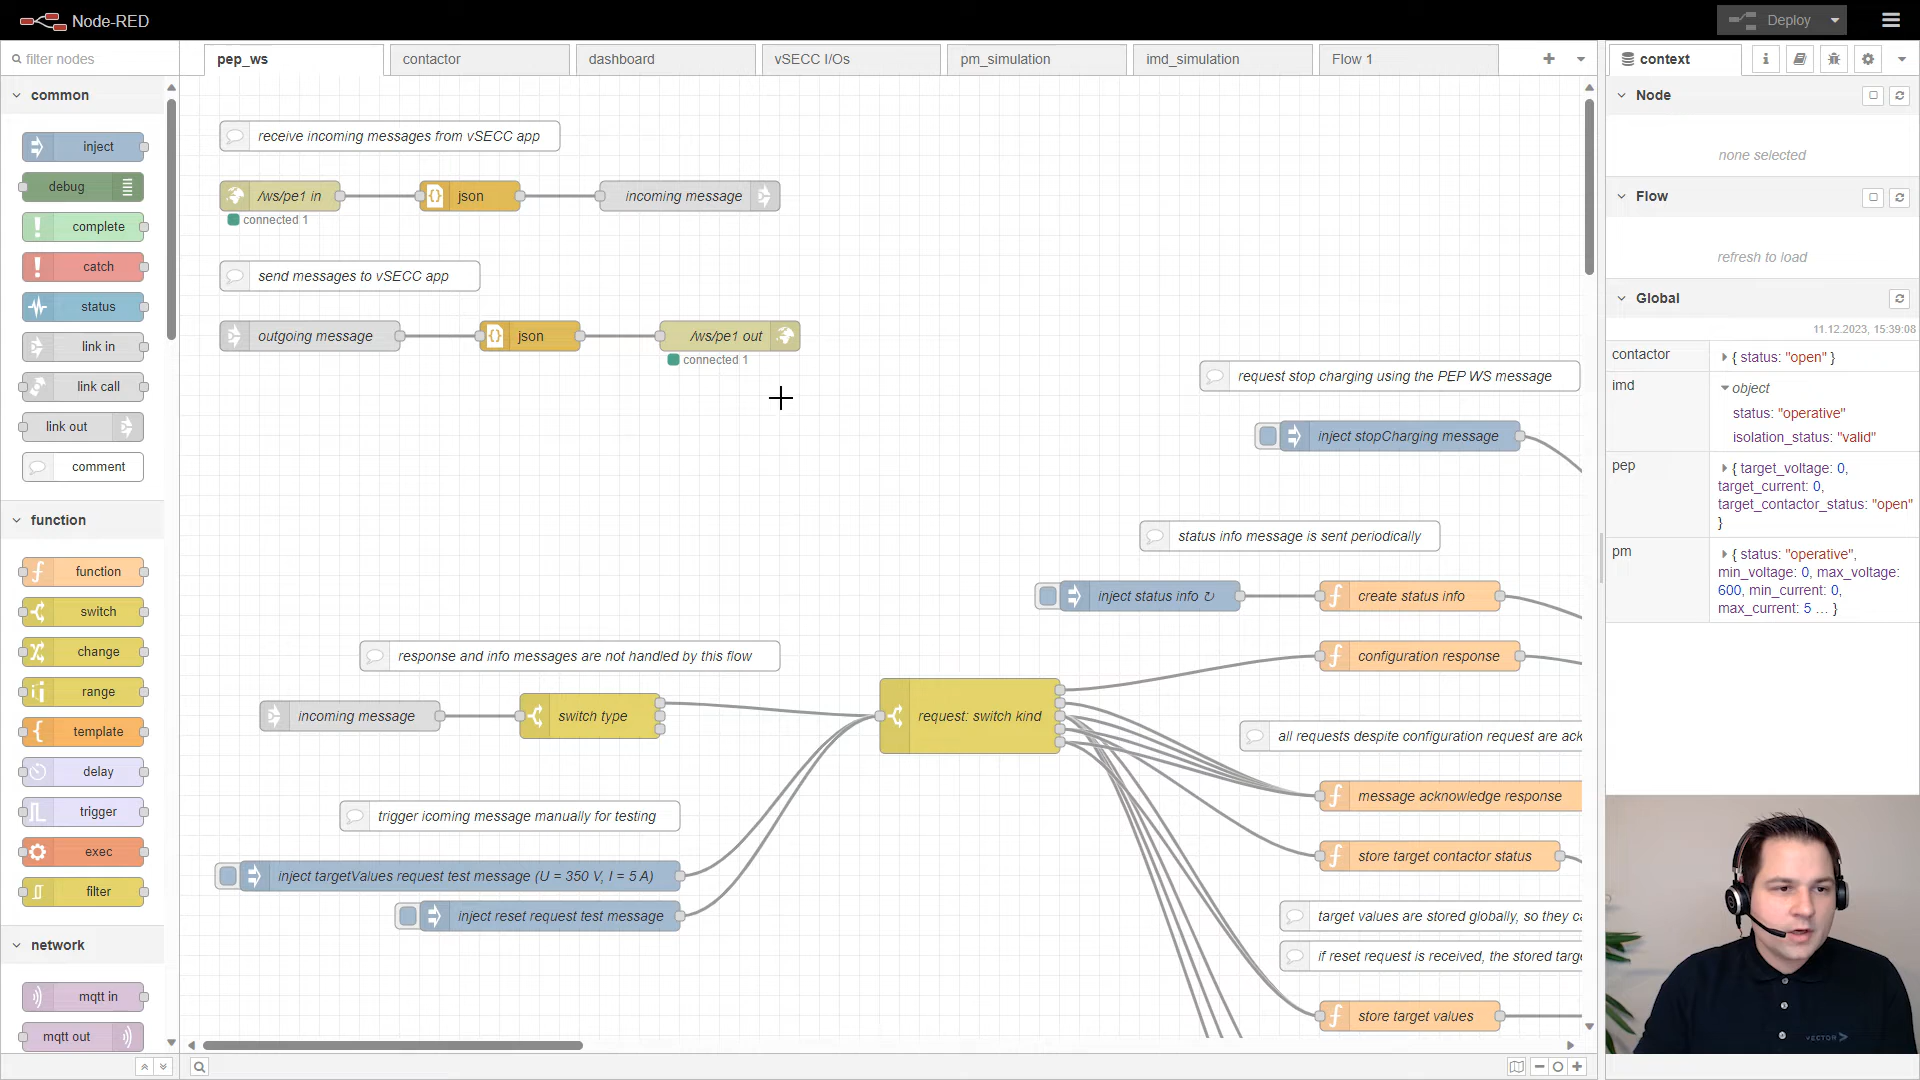 Node-RED
Deploy
filter nodes
pep_ws
contactor
dashboard
vSECC I/Os
pm_simulation
imd_simulation
Flow 1
context
common
inject
debug
complete
catch
status
link in
link call
link out
comment
function
function
switch
change
range
template
delay
trigger
exec
filter
network
mqtt in
mqtt out
receive incoming messages from vSECC app
/ws/pe1 in
json
incoming message
connected 1
send messages to vSECC app
outgoing message
json
/ws/pe1 out
connected 1
request stop charging using the PEP WS message
inject stopCharging message
status info message is sent periodically
inject status info ↻
create status info
response and info messages are not handled by this flow
configuration response
incoming message
switch type
request: switch kind
all requests despite configuration request are ack
message acknowledge response
trigger icoming message manually for testing
store target contactor status
inject targetValues request test message (U = 350 V, I = 5 A)
inject reset request test message
target values are stored globally, so they ca
if reset request is received, the stored targe
store target values
Node
none selected
Flow
refresh to load
Global
11.12.2023, 15:39:08
contactor
{ status: "open" }
imd
object
status: "operative"
isolation_status: "valid"
pep
{ target_voltage: 0,
target_current: 0,
target_contactor_status: "open"
}
pm
{ status: "operative",
min_voltage: 0, max_voltage:
600, min_current: 0,
max_current: 5 … }
VECTOR